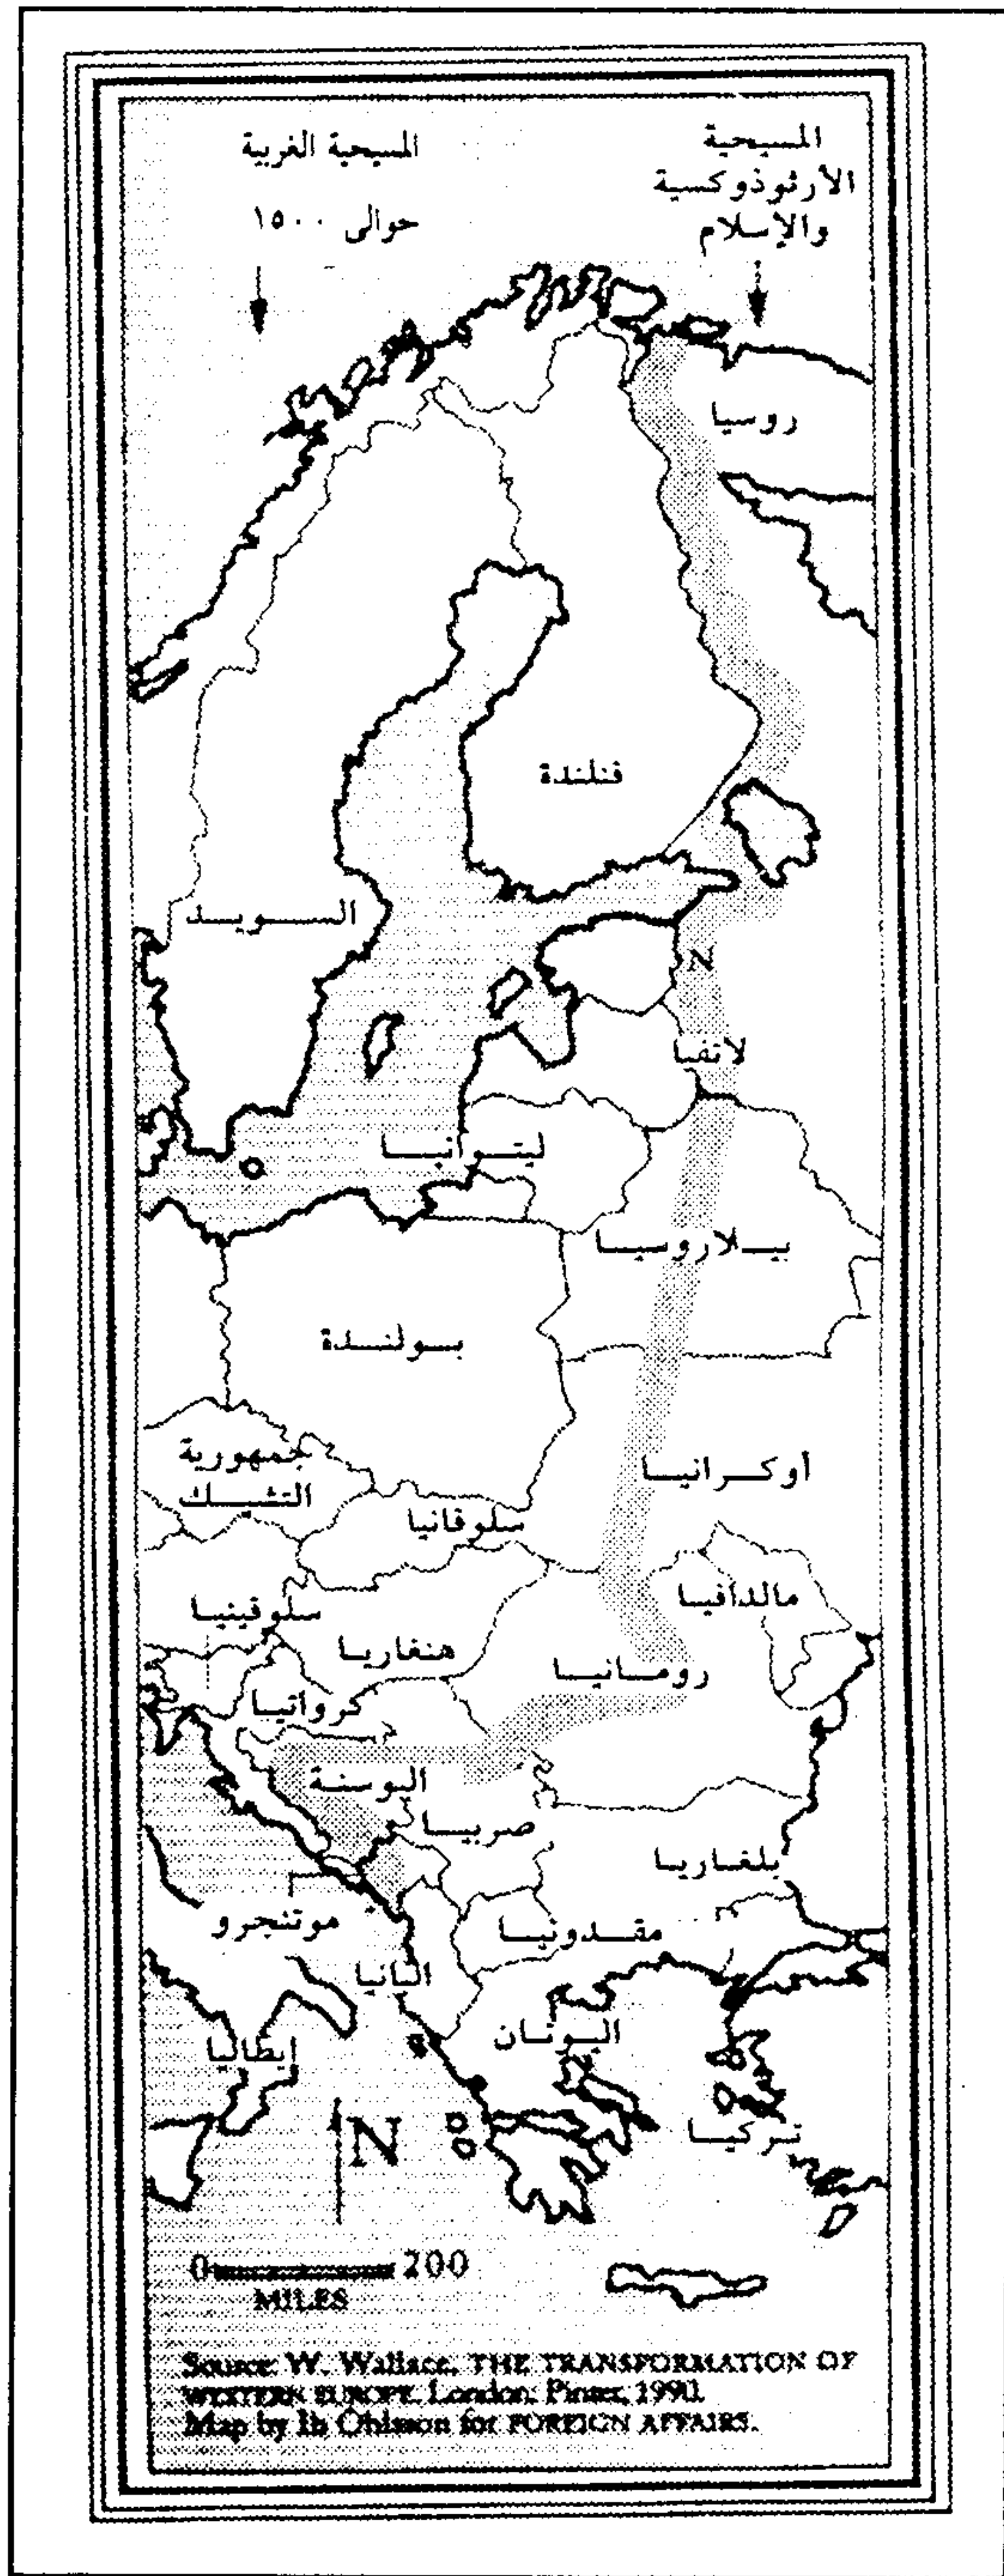 المسيحية الغربية
حوالى ١٥٠٠
المسيحية
الأرثوذوكسية
والإسلام
روسيا
فنلندة
السويد
N
لاتفيا
ليتوانيا
بيلاروسيا
بولندة
جمهورية
التشيك
أوكرانيا
سلوفانيا
مالدافيا
سلوفينيا
هنغاريا
رومانيا
كرواتيا
البوسنة
صربيا
بلغاريا
مونتنجرو
مقدونيا
البانيا
اليونان
إيطاليا
تركيا
N
0 200
MILES
Source: W. Wallace, THE TRANSFORMATION OF
WESTERN EUROPE. London: Pinter, 1990.
Map by Ib Ohlsson for FOREIGN AFFAIRS.